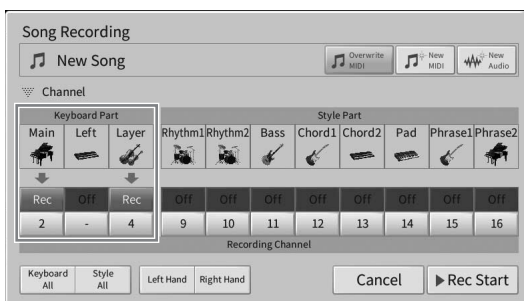 Song Recording
New Song
Overwrite MIDI
New MIDI
New Audio
Channel
Keyboard Part
Style Part
Main Left Layer Rhythm1 Rhythm2 Bass Chord1 Chord2 Pad Phrase1 Phrase2
Rec Off Rec Off Off Off Off Off Off Off Off
2 - 4 9 10 11 12 13 14 15 16
Recording Channel
Keyboard All
Style All
Left Hand
Right Hand
Cancel
Rec Start